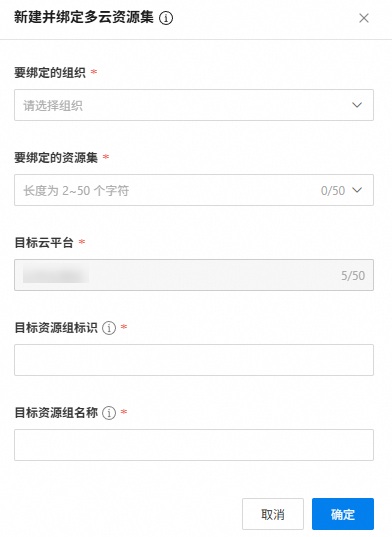 新建并绑定多云资源集
要绑定的组织 *
请选择组织
要绑定的资源集 *
长度为 2~50 个字符 0/50
目标云平台 *
5/50
目标资源组标识 *
目标资源组名称 *
取消 确定